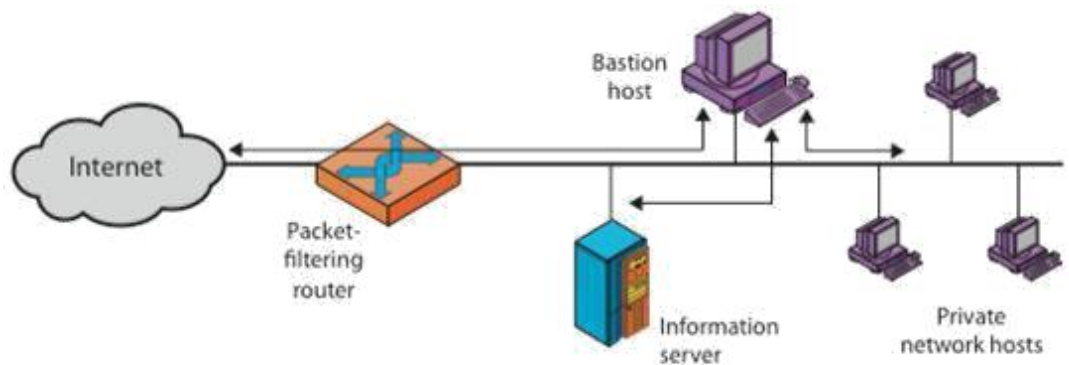 Bastion
host
Internet
Packet-
filtering
router
Information
server
Private
network hosts